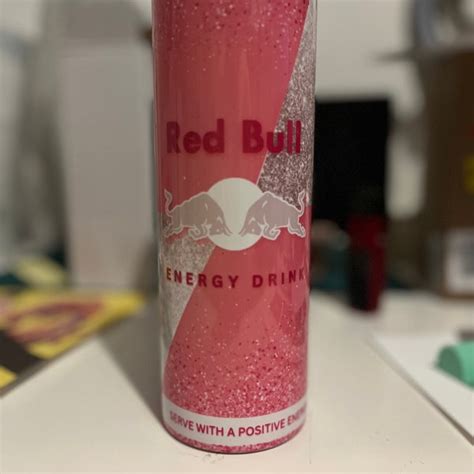 Red Bull
ENERGY DRINK
SERVE WITH A POSITIVE